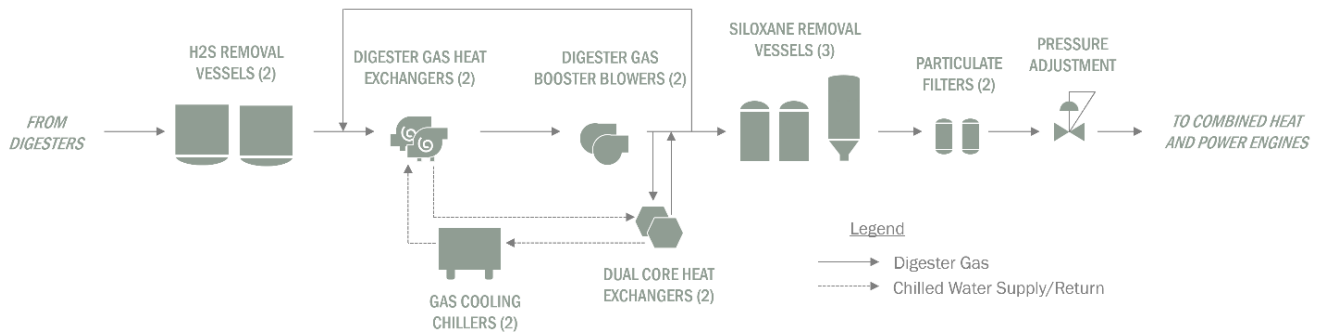 FROM
DIGESTERS
H2S REMOVAL
VESSELS (2)
DIGESTER GAS HEAT
EXCHANGERS (2)
DIGESTER GAS
BOOSTER BLOWERS (2)
SILOXANE REMOVAL
VESSELS (3)
PARTICULATE
FILTERS (2)
PRESSURE
ADJUSTMENT
TO COMBINED HEAT
AND POWER ENGINES
GAS COOLING
CHILLERS (2)
DUAL CORE HEAT
EXCHANGERS (2)
Legend
Digester Gas
Chilled Water Supply/Return